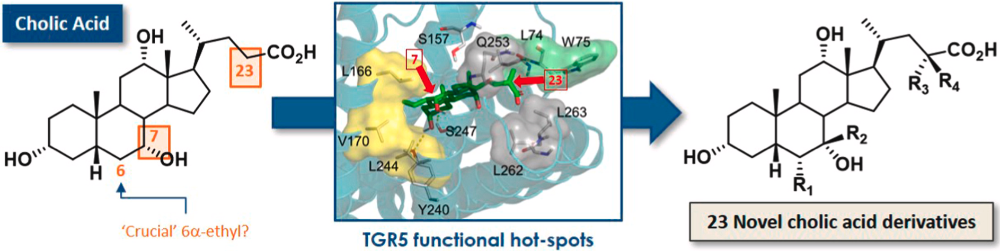 Cholic Acid
OH
CO₂H
23
7
HO
OH
H
6
'Crucial' 6α-ethyl?
S157
Q253
L74
W75
7
L166
23
L263
S247
V170
L244
L262
Y240
TGR5 functional hot-spots
OH
CO₂H
R₃
R₄
R₂
HO
OH
H
R₁
23 Novel cholic acid derivatives